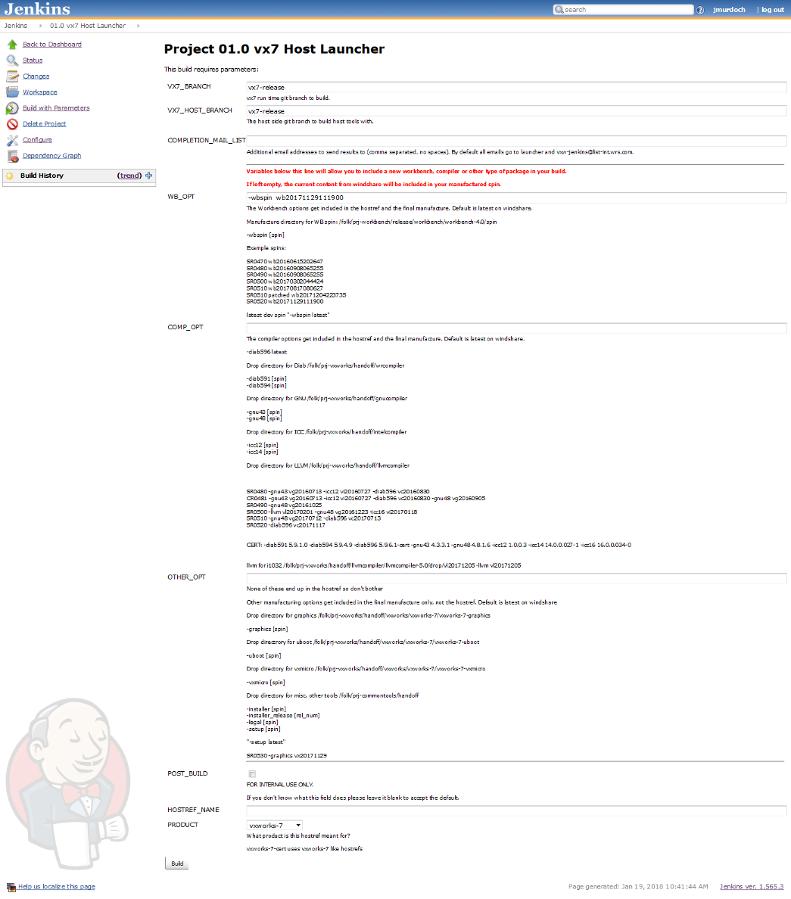 Jenkins
search
jmurdoch
| log out
Jenkins
01.0 vx7 Host Launcher
Back to Dashboard
Status
Changes
Workspace
Build with Parameters
Delete Project
Configure
Dependency Graph
Build History
(trend)
Project 01.0 vx7 Host Launcher
This build requires parameters:
VX7_BRANCH
vx7-release
vx7 run time git branch to build.
VX7_HOST_BRANCH
vx7-release
The host side git branch to build host tools with.
COMPLETION_MAIL_LIST
Additional email addresses to send results to (comma separated, no spaces). By default all emails go to launcher and vxw-jenkins@list-int.wrs.com.
Variables below this line will allow you to include a new workbench, compiler or other type of package in your build.
If left empty, the current content from windshare will be included in your manufactured spin.
WB_OPT
-wbspin wb20171129111900
The Workbench options get included in the hostref and the final manufacture. Default is latest on windshare.
Manufacture directory for WB spins: /folk/prj-workbench/release/workbench/workbench-4.0/spin
-wbspin [spin]
Example spins:
SR0470 wb20160615202647
SR0480 wb20160908065255
SR0490 wb20160908065255
SR0500 wb20170302044424
SR0510 wb20170817080627
SR0510 patched wb20171204223735
SR0520 wb20171129111900
latest dev spin "-wbspin latest"
COMP_OPT
The compiler options get included in the hostref and the final manufacture. Default is latest on windshare.
-diab596 latest
Drop directory for Diab /folk/prj-vxworks/handoff/wrcompiler
-diab591 [spin]
-diab594 [spin]
Drop directory for GNU /folk/prj-vxworks/handoff/gnucompiler
-gnu43 [spin]
-gnu48 [spin]
Drop directory for ICC /folk/prj-vxworks/handoff/intelcompiler
-icc12 [spin]
-icc14 [spin]
Drop directory for LLVM /folk/prj-vxworks/handoff/llvmcompiler
SR0480 -gnu43 vg20160713 -icc12 vi20160727 -diab596 vc20160830
CR0481 -gnu43 vg20160713 -icc12 vi20160727 -diab596 vc20160830 -gnu48 vg20160905
SR0490 -gnu48 vg20161025
SR0500 -llvm vl20170201 -gnu48 vg20161223 -icc16 vi20170118
SR0510 -gnu48 vg20170712 -diab596 vc20170713
SR0520 -diab596 vc20171117
CERT: -diab591 5.9.1.0 -diab594 5.9.4.9 -diab596 5.9.6.1-cert -gnu43 4.3.3.1 -gnu48 4.8.1.6 -icc12 1.0.0.3 -icc14 14.0.0.027-1 -icc16 16.0.0.034-0
llvm for i1032 /folk/prj-vxworks/handoff/llvmcompiler/llvmcompiler-5.0/drop/vl20171205 -llvm vl20171205
OTHER_OPT
None of these end up in the hostref so don't bother
Other manufacturing options get included in the final manufacture only, not the hostref. Default is latest on windshare
Drop directory for graphics /folk/prj-vxworks/handoff/vxworks/vxworks-7/vxworks-7-graphics
-graphics [spin]
Drop directory for uboot /folk/prj-vxworks/handoff/vxworks/vxworks-7/vxworks-7-uboot
-uboot [spin]
Drop directory for vxmicro /folk/prj-vxworks/handoff/vxworks/vxworks-7/vxworks-7-vxmicro
-vxmicro [spin]
Drop directory for misc. other tools /folk/prj-commontools/handoff
-installer [spin]
-installer_release [rel_num]
-legal [spin]
-setup [spin]
"-setup latest"
SR0530 -graphics vx20171129
POST_BUILD
FOR INTERNAL USE ONLY.
If you don't know what this field does please leave it blank to accept the default.
HOSTREF_NAME
PRODUCT
vxworks-7
What product is this hostref meant for?
vxworks-7-cert uses vxworks-7 like hostrefs
Build
Help us localize this page
Page generated: Jan 19, 2018 10:41:44 AM
Jenkins ver. 1.565.3